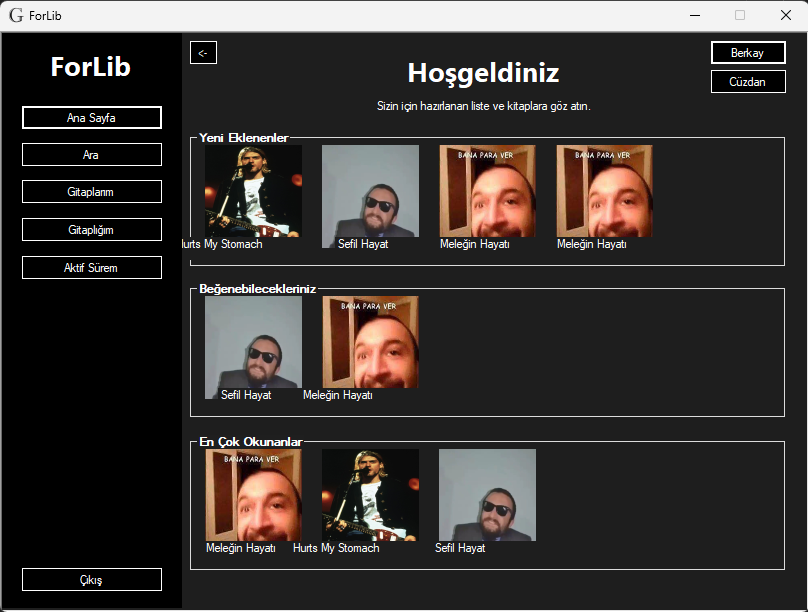 ForLib
ForLib
Ana Sayfa
Ara
Gitaplarım
Gitaplığım
Aktif Sürem
Çıkış
<-
Hoşgeldiniz
Sizin için hazırlanan liste ve kitaplara göz atın.
Berkay
Cüzdan
Yeni Eklenenler
BANA PARA VER
BANA PARA VER
Hurts My Stomach
Sefil Hayat
Meleğin Hayatı
Meleğin Hayatı
Beğenebilecekleriniz
BANA PARA VER
Sefil Hayat
Meleğin Hayatı
En Çok Okunanlar
BANA PARA VER
Meleğin Hayatı
Hurts My Stomach
Sefil Hayat